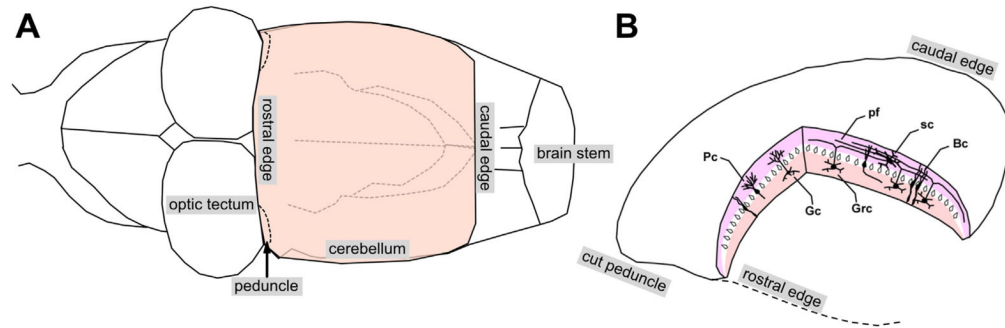 A
rostral edge
caudal edge
brain stem
optic tectum
cerebellum
peduncle
B
caudal edge
pf
sc
Pc
Bc
Gc
Grc
cut peduncle
rostral edge